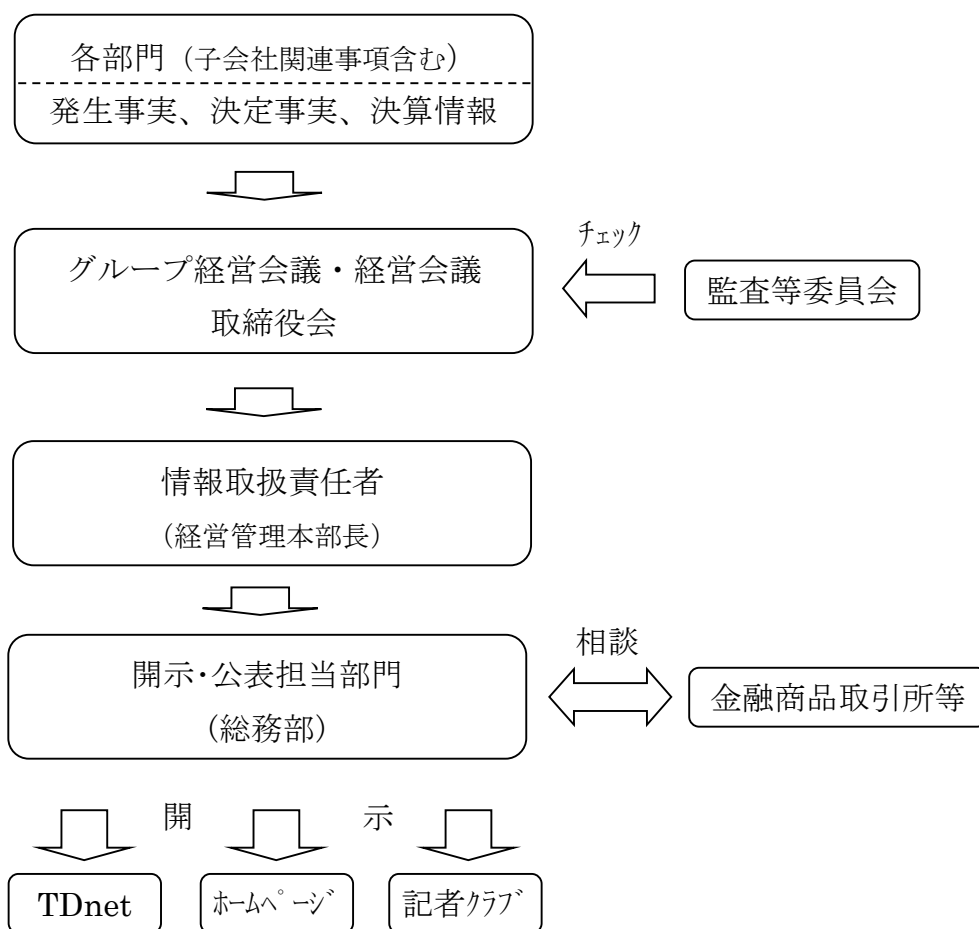 各部門（子会社関連事項含む）
発生事実、決定事実、決算情報
グループ経営会議・経営会議
取締役会
チェック
監査等委員会
情報取扱責任者
（経営管理本部長）
開示・公表担当部門
（総務部）
相談
金融商品取引所等
開　示
TDnet
ﾎｰﾑﾍﾟｰｼﾞ
記者ｸﾗﾌﾞ